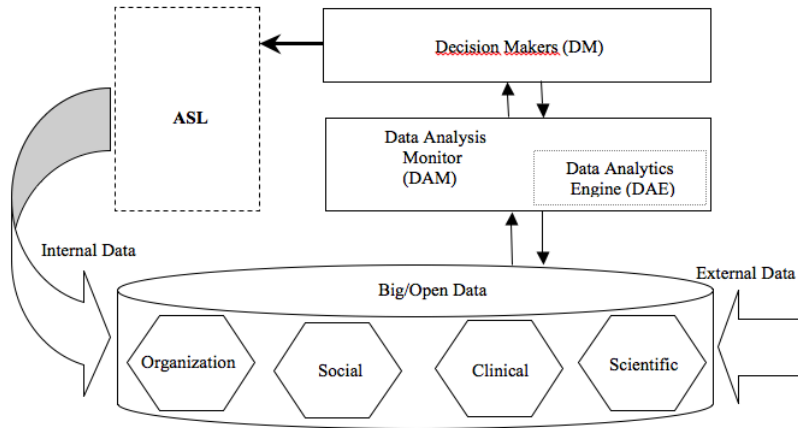 Decision Makers (DM)
ASL
Data Analysis
Monitor
(DAM)
Data Analytics
Engine (DAE)
Internal Data
External Data
Big/Open Data
Organization
Social
Clinical
Scientific